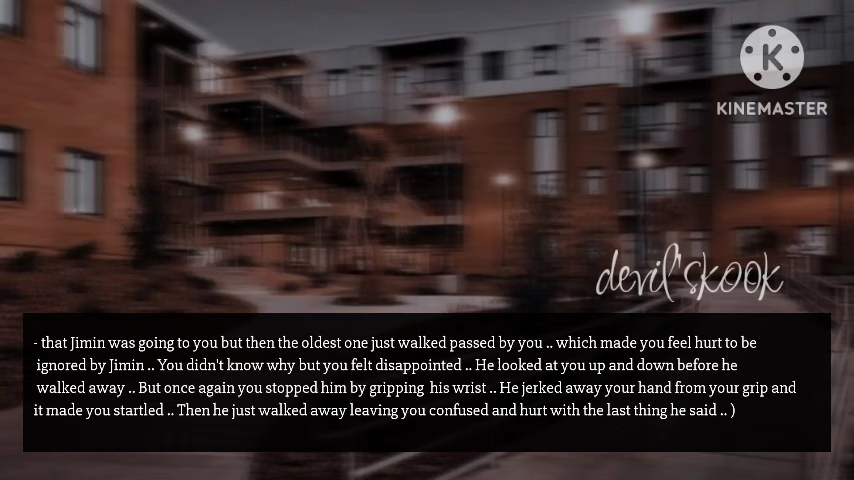 KINEMASTER
devil'skook
- that Jimin was going to you but then the oldest one just walked passed by you .. which made you feel hurt to be
ignored by Jimin .. You didn't know why but you felt disappointed .. He looked at you up and down before he
walked away .. But once again you stopped him by gripping his wrist .. He jerked away your hand from your grip and
it made you startled .. Then he just walked away leaving you confused and hurt with the last thing he said .. )